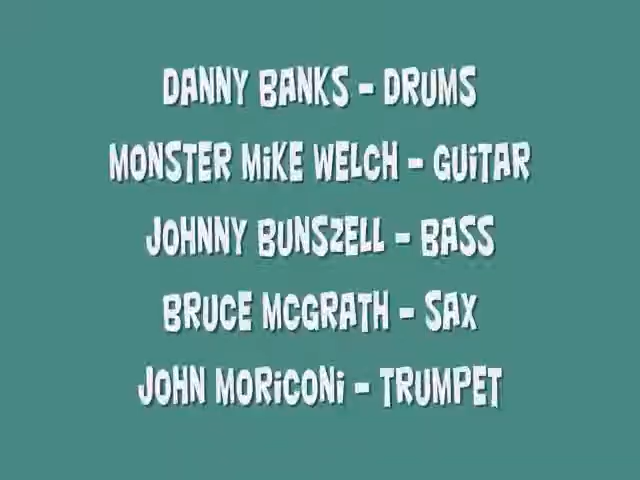 DANNY BANKS - DRUMS
MONSTER MiKE WELCH - GUiTAR
JOHNNY BUNSZELL - BASS
BRUCE MCGRATH - SAX
JOHN MORiCONi - TRUMPET